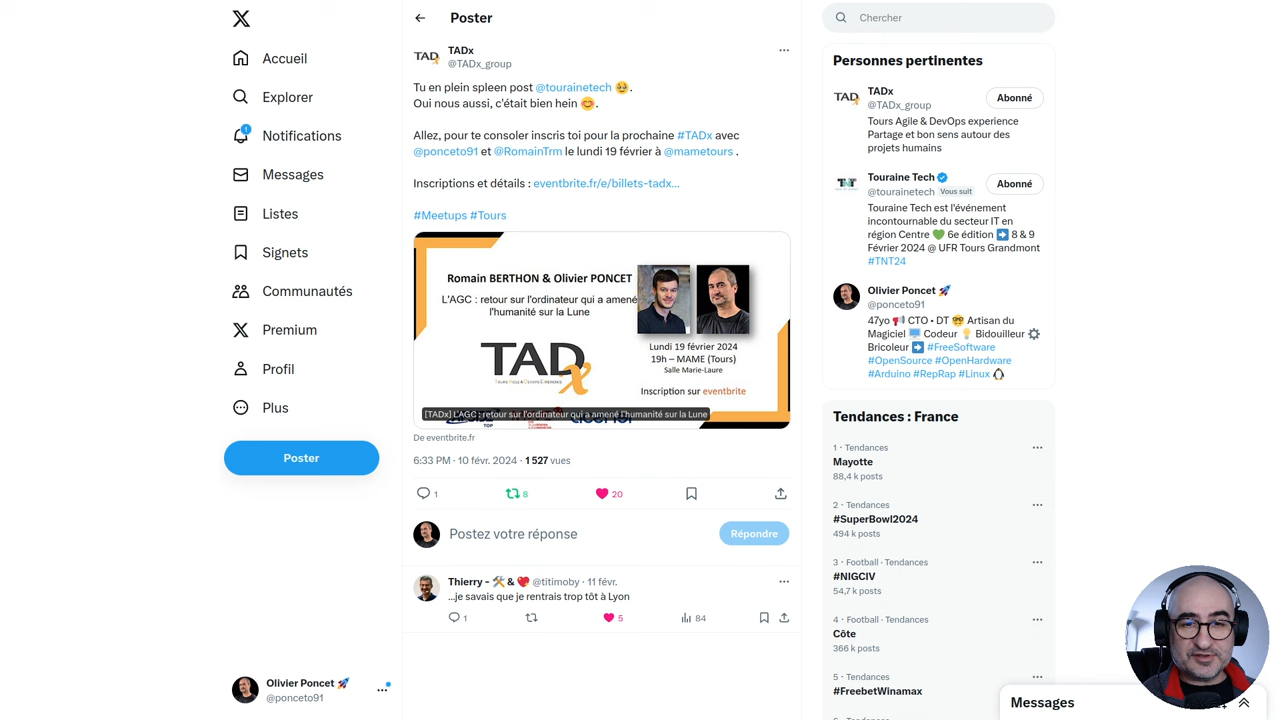 Accueil
Explorer
1
Notifications
Messages
Listes
Signets
Communautés
Premium
Profil
Plus
Poster
Olivier Poncet 🚀
@ponceto91
Poster
TADx
@TADx_group
Tu en plein spleen post @tourainetech 🥹.
Oui nous aussi, c'était bien hein 😊.
Allez, pour te consoler inscris toi pour la prochaine #TADx avec
@ponceto91 et @RomainTrm le lundi 19 février à @mametours .
Inscriptions et détails : eventbrite.fr/e/billets-tadx…
#Meetups #Tours
Romain BERTHON & Olivier PONCET
L'AGC : retour sur l'ordinateur qui a amené
l'humanité sur la Lune
TADx
TOURS AGILE & DEVOPS EXPERIENCE
Lundi 19 février 2024
19h – MAME (Tours)
Salle Marie-Laure
Inscription sur eventbrite
[TADx] L'AGC : retour sur l'ordinateur qui a amené l'humanité sur la Lune
De eventbrite.fr
6:33 PM · 10 févr. 2024 · 1 527 vues
1
8
20
Postez votre réponse
Répondre
Thierry - 🛠️ & 💝 @titimoby · 11 févr.
...je savais que je rentrais trop tôt à Lyon
1
5
84
Chercher
Personnes pertinentes
TADx
@TADx_group
Abonné
Tours Agile & DevOps experience
Partage et bon sens autour des
projets humains
Touraine Tech
@tourainetech Vous suit
Abonné
Touraine Tech est l'événement
incontournable du secteur IT en
région Centre 💚 6e édition ➡️ 8 & 9
Février 2024 @ UFR Tours Grandmont
#TNT24
Olivier Poncet 🚀
@ponceto91
47yo 📢 CTO • DT 🤓 Artisan du
Magiciel 🖥️ Codeur 💡 Bidouilleur ⚙️
Bricoleur ➡️ #FreeSoftware
#OpenSource #OpenHardware
#Arduino #RepRap #Linux 🐧
Tendances : France
1 · Tendances
Mayotte
88,4 k posts
2 · Tendances
#SuperBowl2024
494 k posts
3 · Football · Tendances
#NIGCIV
54,7 k posts
4 · Football · Tendances
Côte
366 k posts
5 · Tendances
#FreebetWinamax
Messages